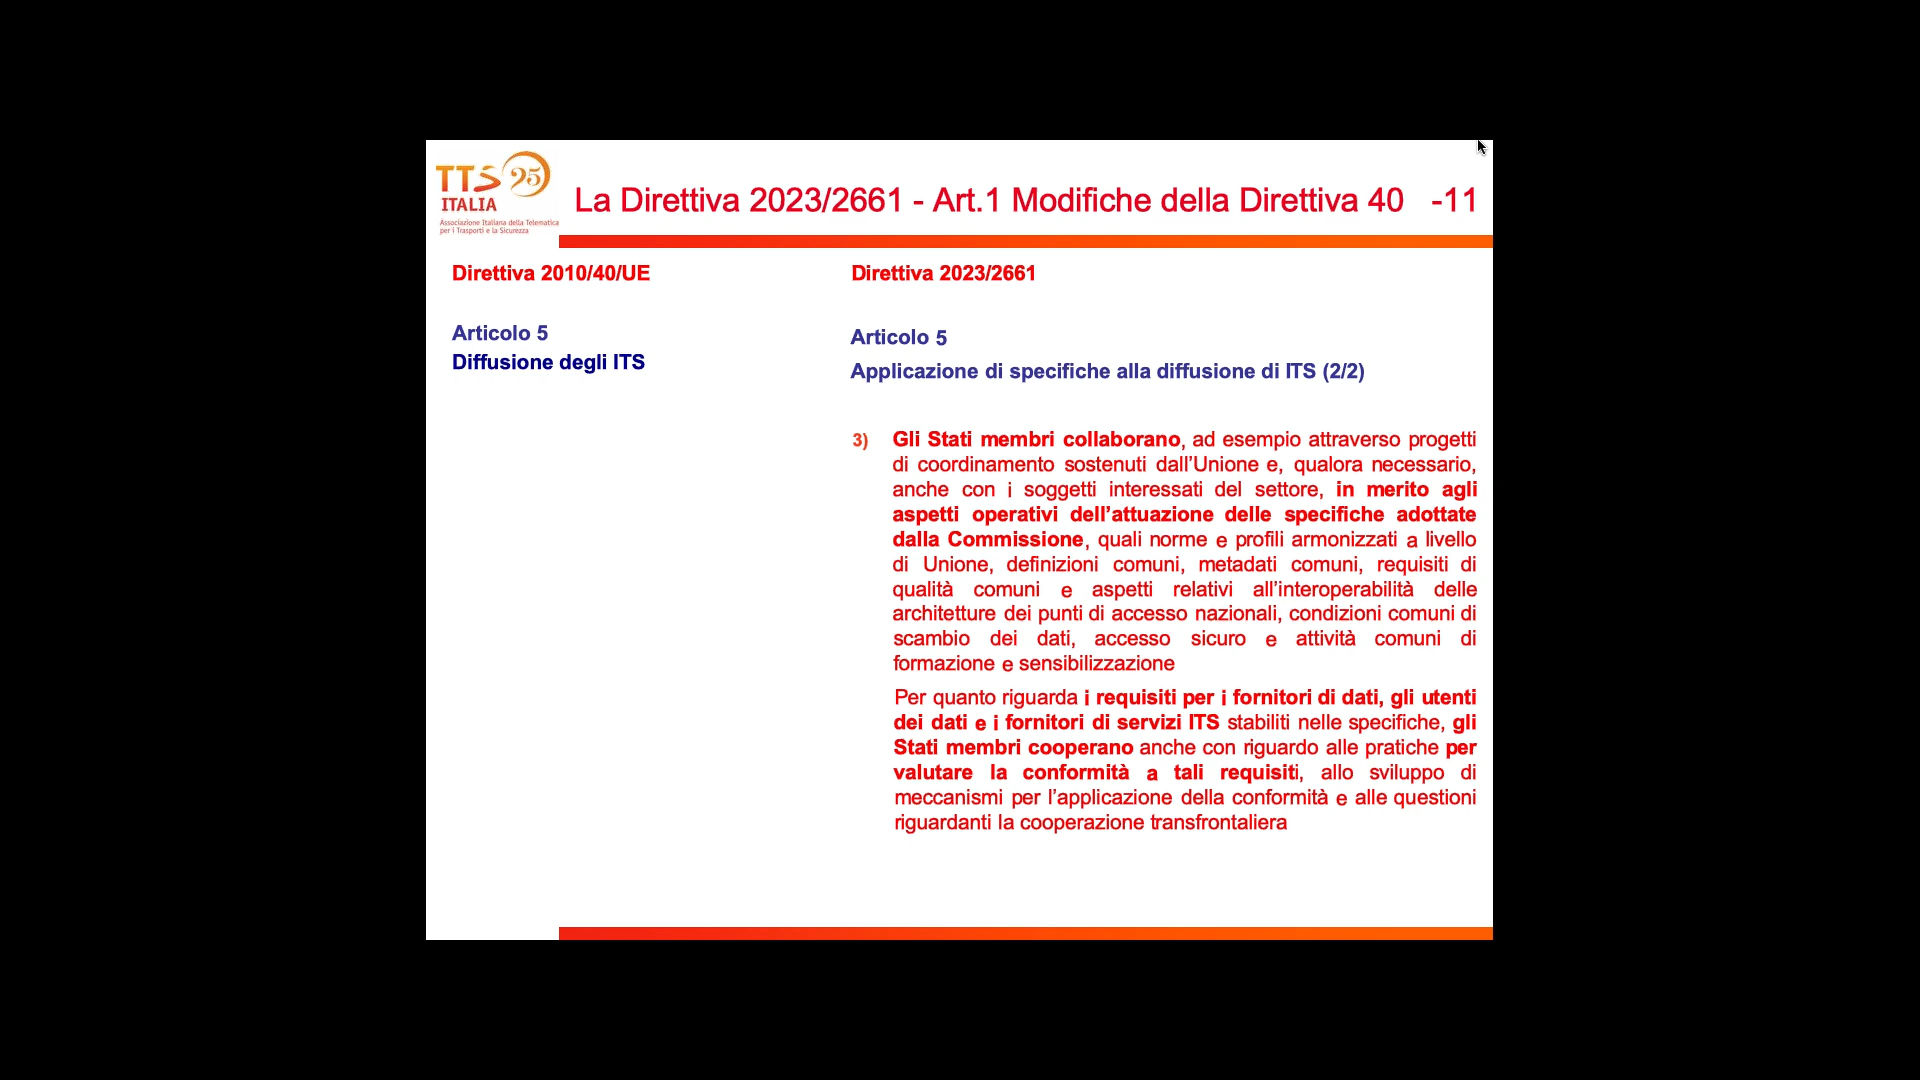 TTS 25
ITALIA
Associazione Italiana della Telematica
per i Trasporti e la Sicurezza
La Direttiva 2023/2661 - Art.1 Modifiche della Direttiva 40 -11
Direttiva 2010/40/UE
Articolo 5
Diffusione degli ITS
Direttiva 2023/2661
Articolo 5
Applicazione di specifiche alla diffusione di ITS (2/2)
3) Gli Stati membri collaborano, ad esempio attraverso progetti
di coordinamento sostenuti dall'Unione e, qualora necessario,
anche con i soggetti interessati del settore, in merito agli
aspetti operativi dell'attuazione delle specifiche adottate
dalla Commissione, quali norme e profili armonizzati a livello
di Unione, definizioni comuni, metadati comuni, requisiti di
qualità comuni e aspetti relativi all'interoperabilità delle
architetture dei punti di accesso nazionali, condizioni comuni di
scambio dei dati, accesso sicuro e attività comuni di
formazione e sensibilizzazione
Per quanto riguarda i requisiti per i fornitori di dati, gli utenti
dei dati e i fornitori di servizi ITS stabiliti nelle specifiche, gli
Stati membri cooperano anche con riguardo alle pratiche per
valutare la conformità a tali requisiti, allo sviluppo di
meccanismi per l'applicazione della conformità e alle questioni
riguardanti la cooperazione transfrontaliera